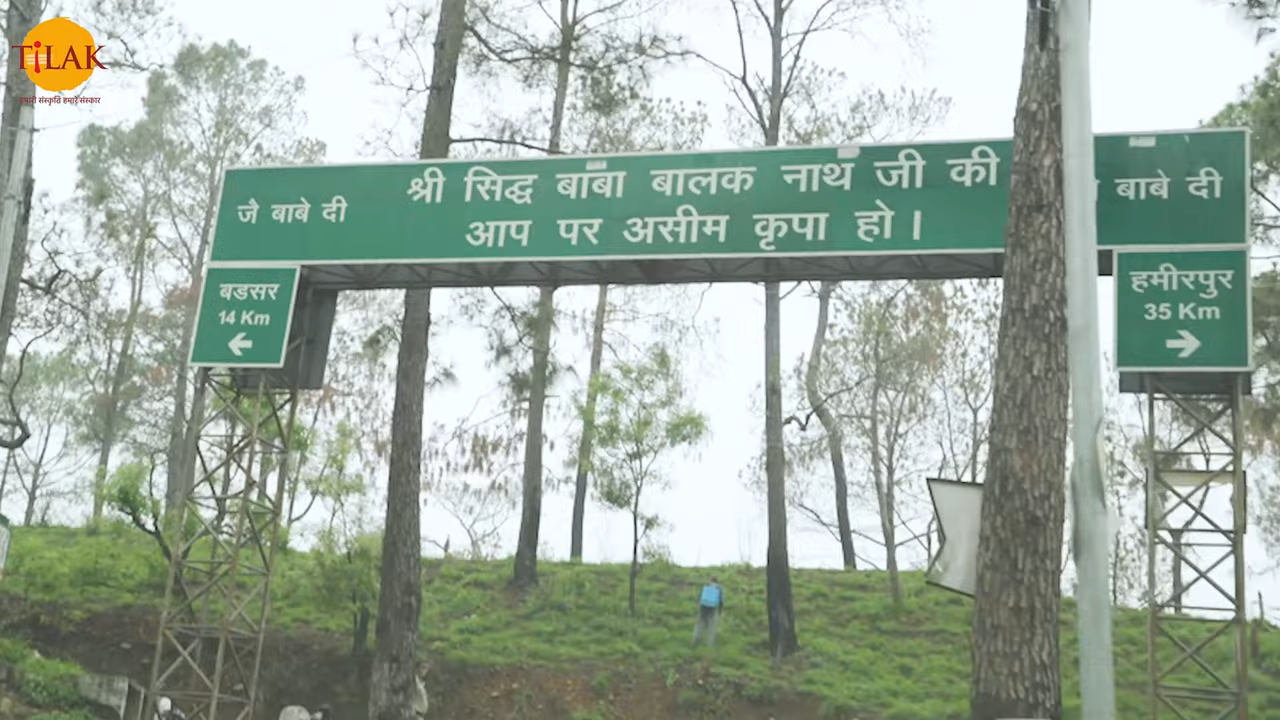 TiLAK
हमारी संस्कृति हमारे संस्कार
जै बाबे दी
श्री सिद्ध बाबा बालक नाथ जी की
आप पर असीम कृपा हो।
बाबे दी
बडसर
14 Km
हमीरपुर
35 Km